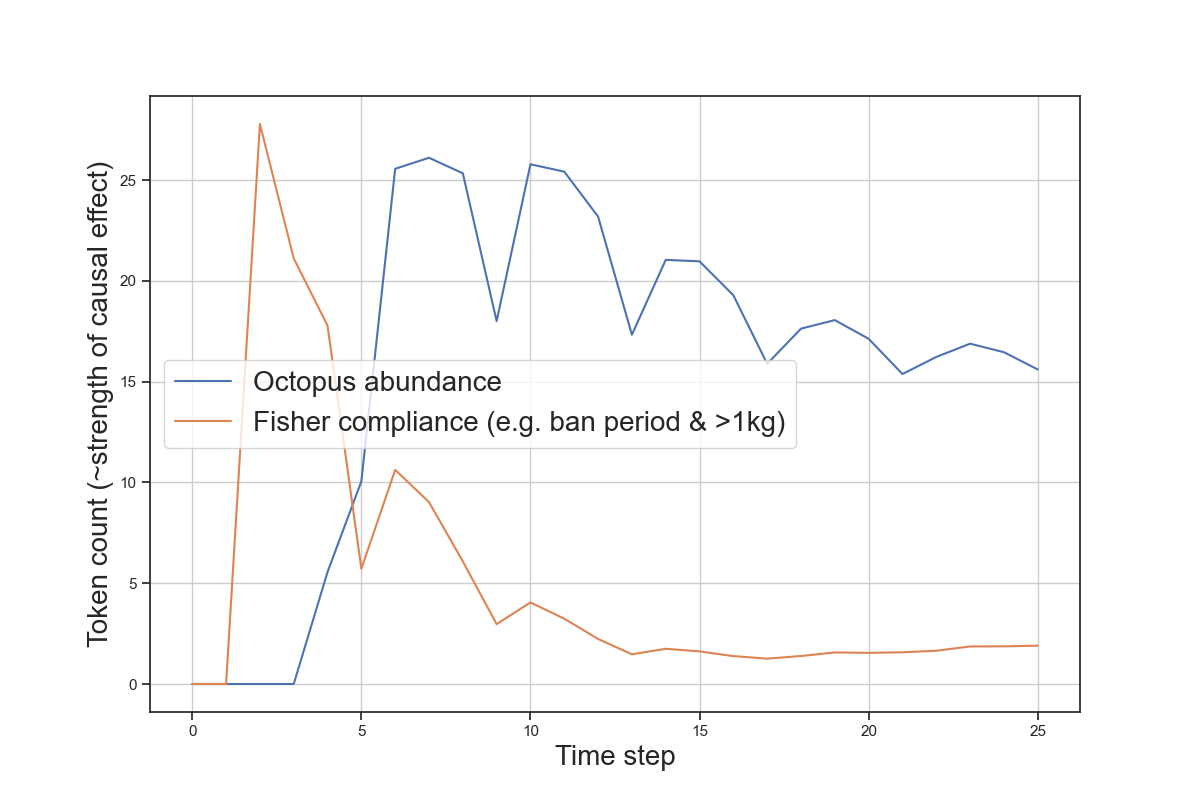 Token count (~strength of causal effect)
25
20
15
10
5
0
Octopus abundance
Fisher compliance (e.g. ban period & >1kg)
0 5 10 15 20 25
Time step